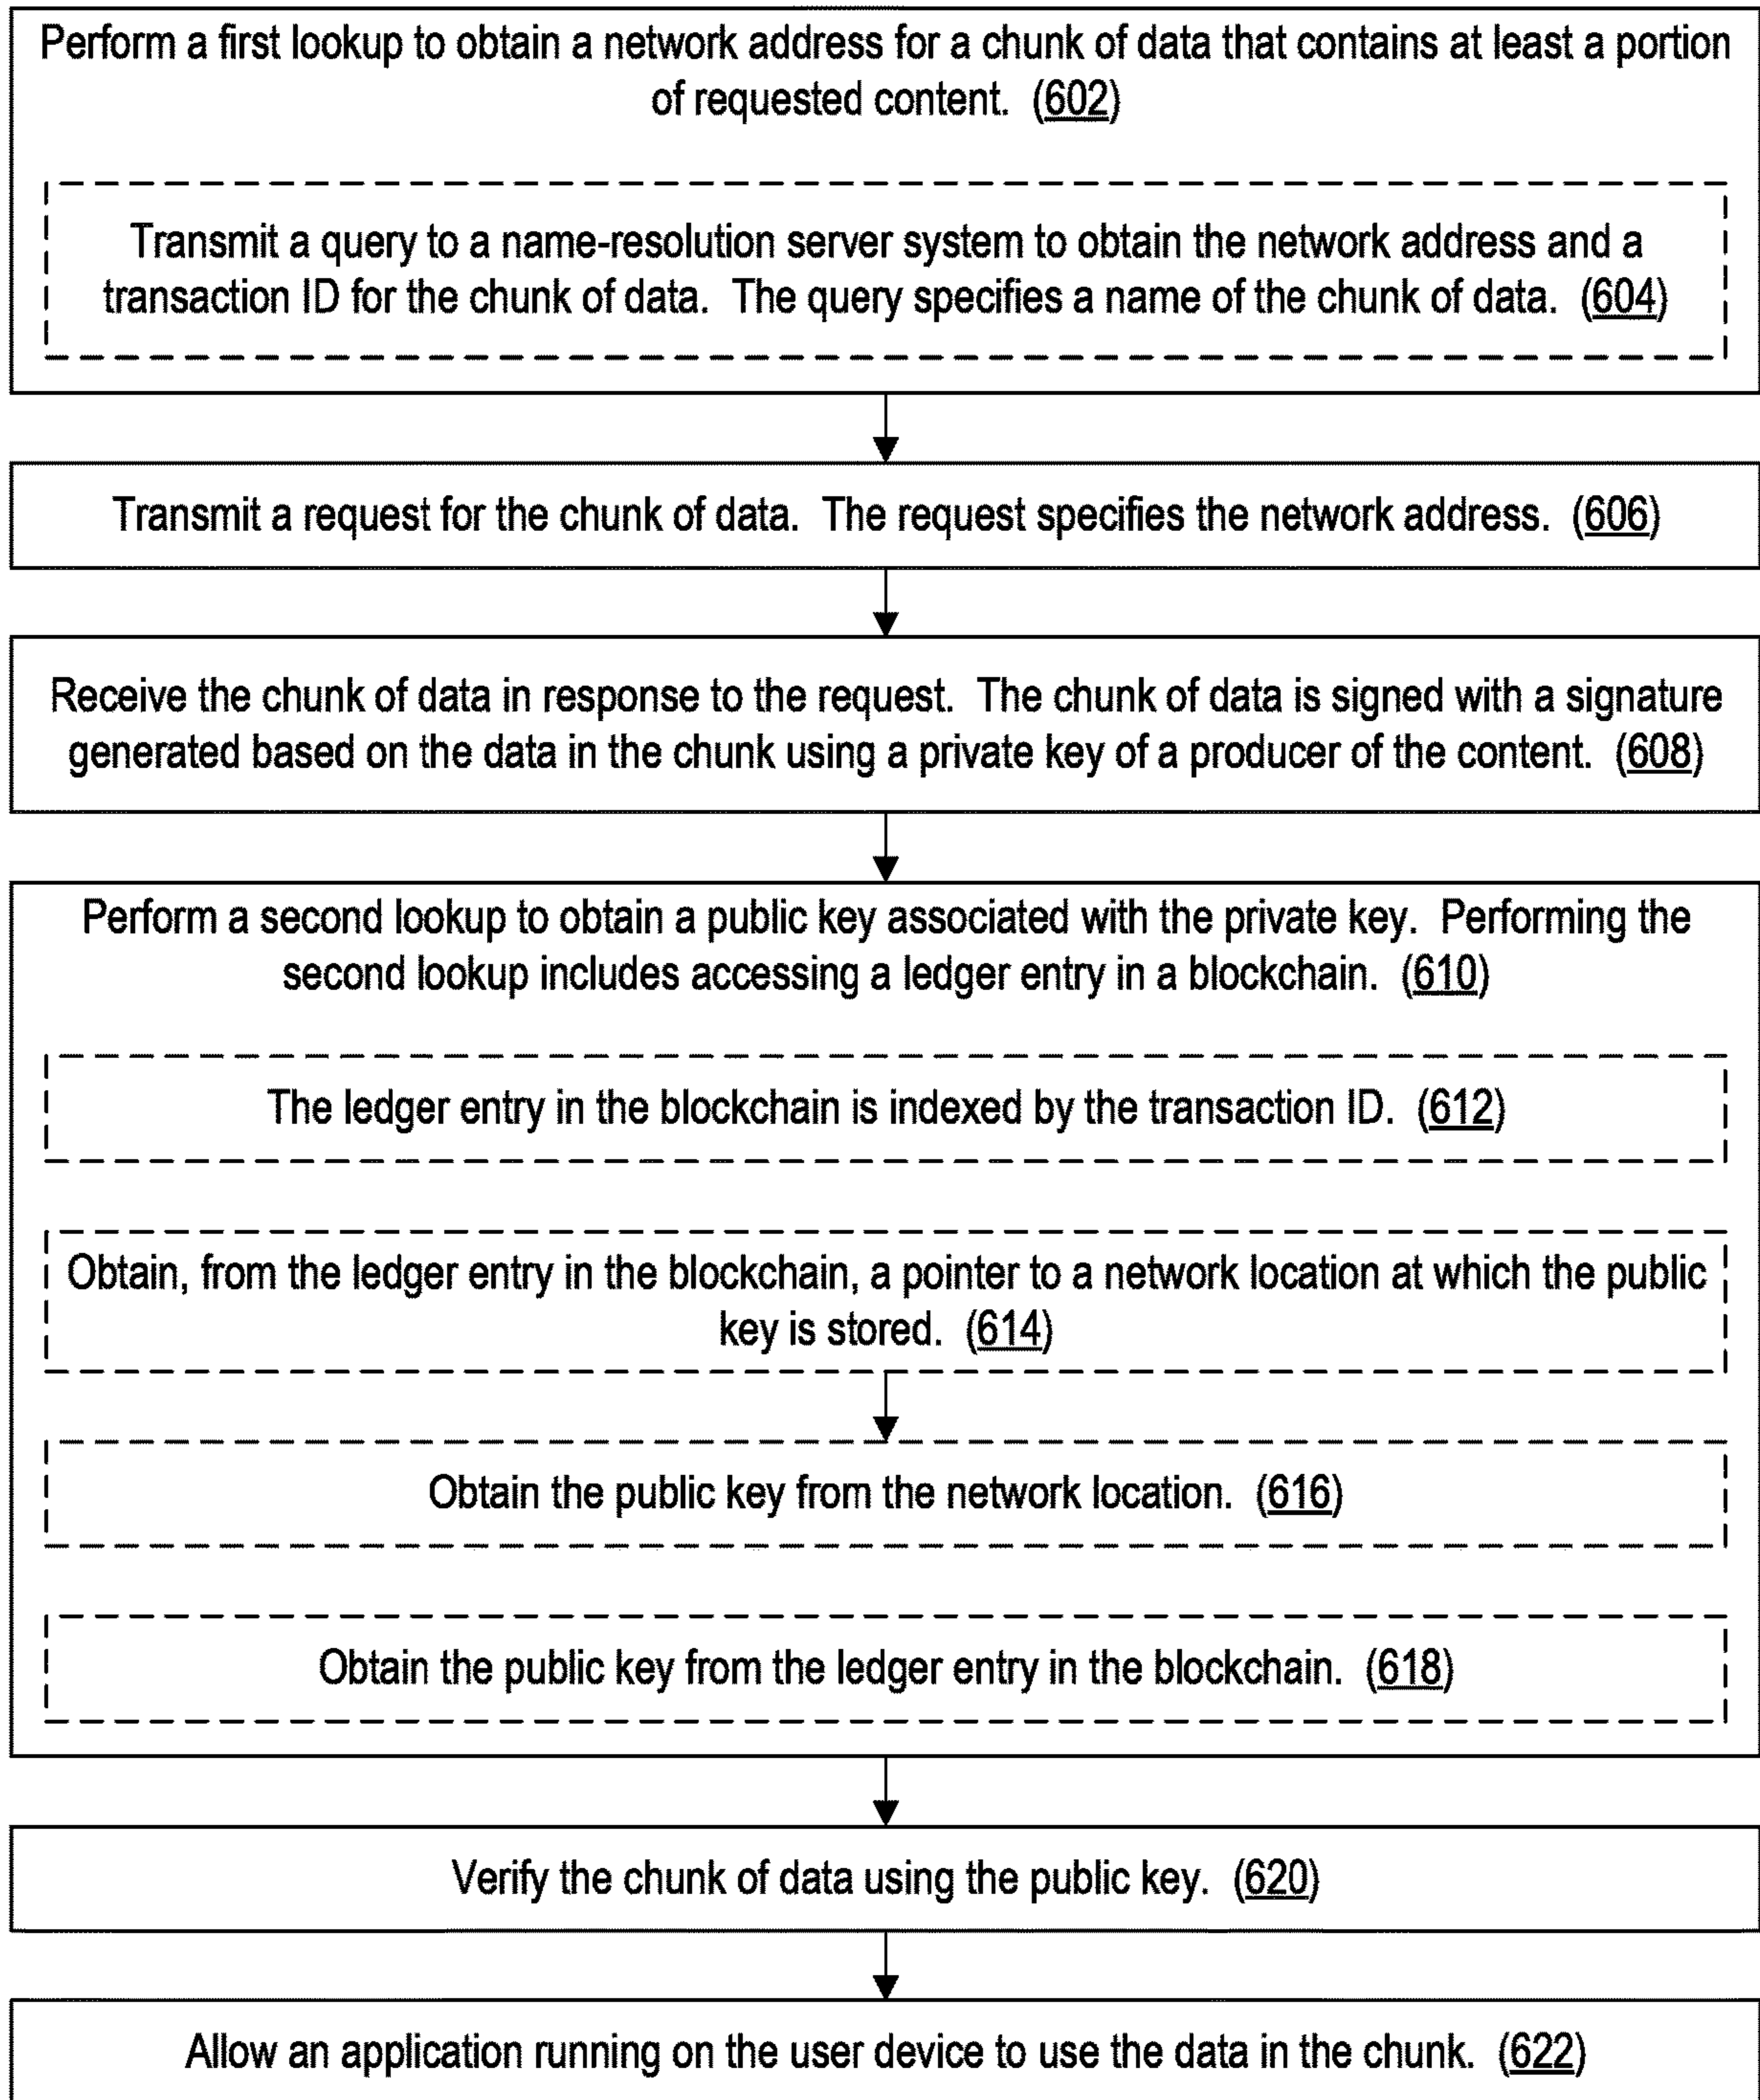 Perform a first lookup to obtain a network address for a chunk of data that contains at least a portion
of requested content. (602)
Transmit a query to a name-resolution server system to obtain the network address and a
transaction ID for the chunk of data. The query specifies a name of the chunk of data. (604)
Transmit a request for the chunk of data. The request specifies the network address. (606)
Receive the chunk of data in response to the request. The chunk of data is signed with a signature
generated based on the data in the chunk using a private key of a producer of the content. (608)
Perform a second lookup to obtain a public key associated with the private key. Performing the
second lookup includes accessing a ledger entry in a blockchain. (610)
The ledger entry in the blockchain is indexed by the transaction ID. (612)
Obtain, from the ledger entry in the blockchain, a pointer to a network location at which the public
key is stored. (614)
Obtain the public key from the network location. (616)
Obtain the public key from the ledger entry in the blockchain. (618)
Verify the chunk of data using the public key. (620)
Allow an application running on the user device to use the data in the chunk. (622)